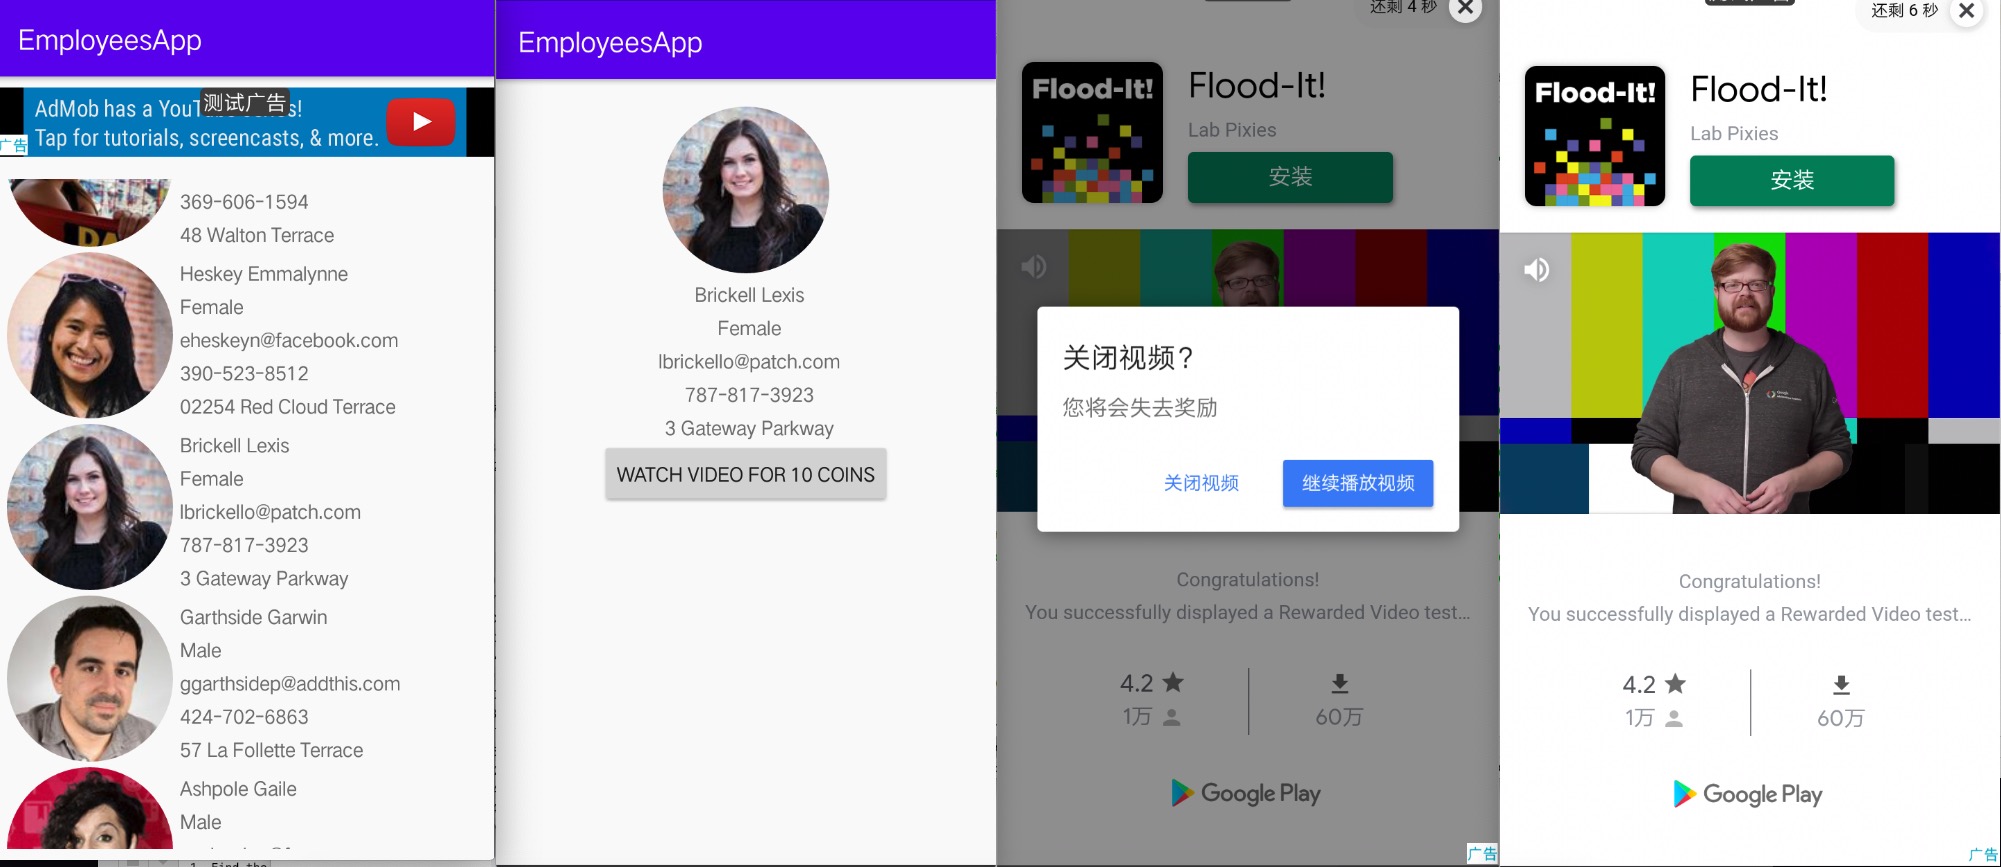 EmployeesApp
测试广告
AdMob has a YouT
s!
Tap for tutorials, screencasts, & more.
广告
369-606-1594
48 Walton Terrace
Heskey Emmalynne
Female
eheskeyn@facebook.com
390-523-8512
02254 Red Cloud Terrace
Brickell Lexis
Female
lbrickello@patch.com
787-817-3923
3 Gateway Parkway
Garthside Garwin
Male
ggarthsidep@addthis.com
424-702-6863
57 La Follette Terrace
Ashpole Gaile
Male
EmployeesApp
Brickell Lexis
Female
lbrickello@patch.com
787-817-3923
3 Gateway Parkway
WATCH VIDEO FOR 10 COINS
还剩 4 秒
Flood-It!
Flood-It!
Lab Pixies
安装
关闭视频?
您将会失去奖励
关闭视频
继续播放视频
Congratulations!
You successfully displayed a Rewarded Video test...
4.2
1万
60万
Google Play
广告
还剩 6 秒
Flood-It!
Flood-It!
Lab Pixies
安装
Congratulations!
You successfully displayed a Rewarded Video test...
4.2
1万
60万
Google Play
广告